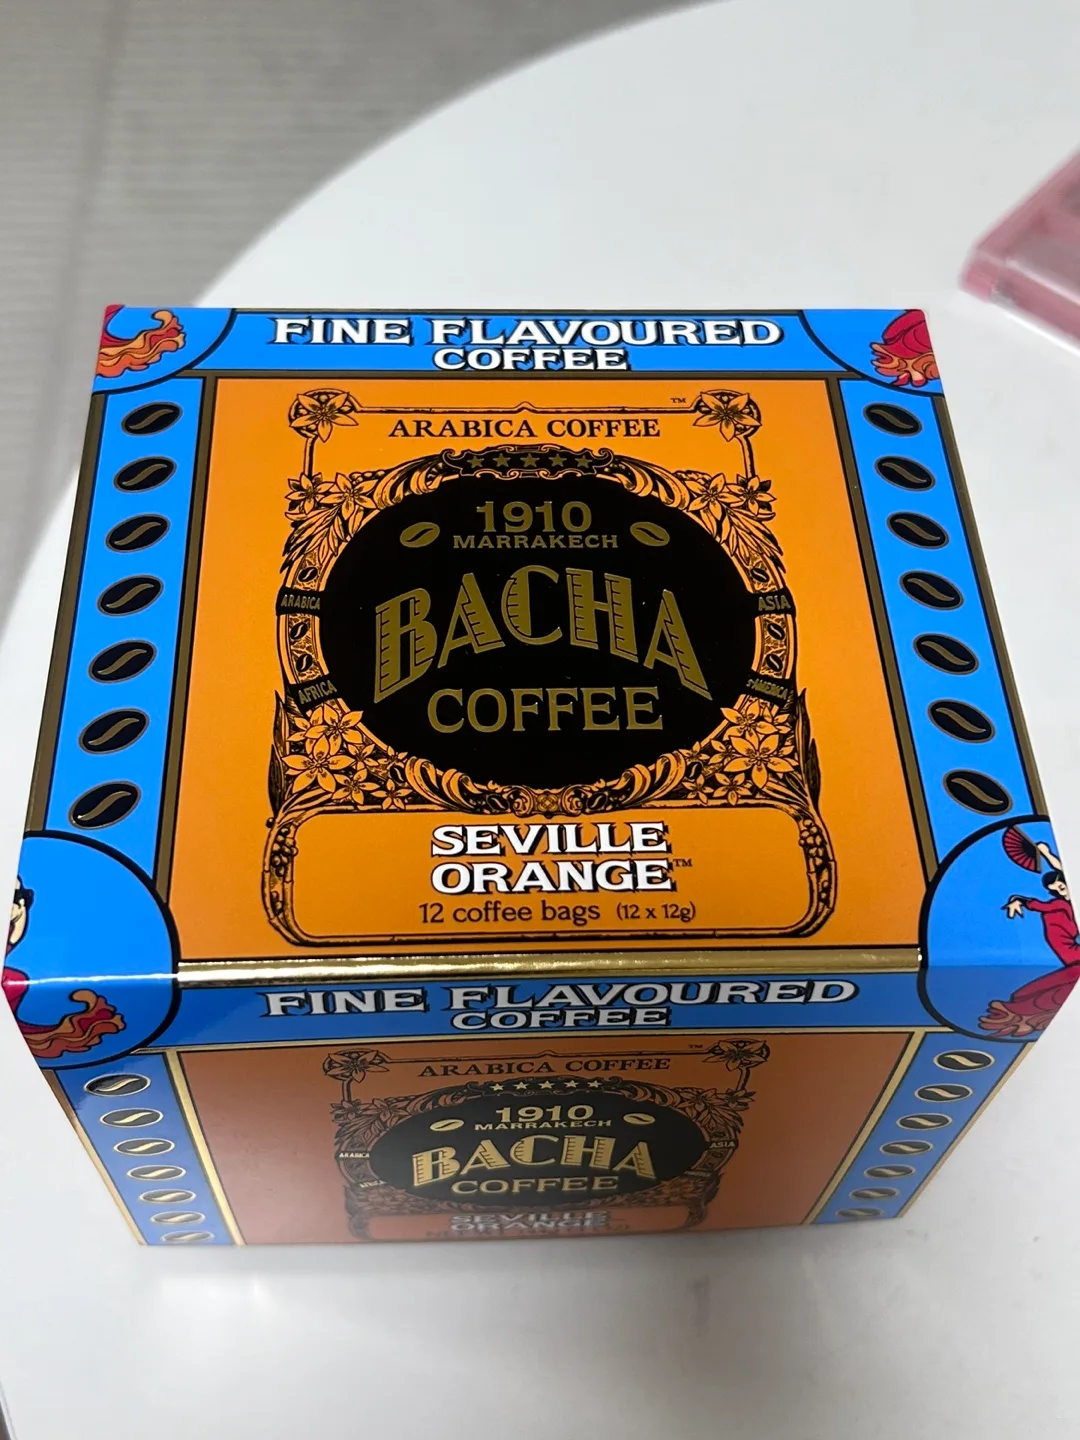 FINE FLAVOURED
COFFEE
™
ARABICA COFFEE
1910
MARRAKECH
BACHA
COFFEE
ARABICA
ASIA
AFRICA
S.AMERICA
SEVILLE
ORANGE™
12 coffee bags (12 x 12g)
FINE FLAVOURED
COFFEE
™
ARABICA COFFEE
1910
MARRAKECH
BACHA
COFFEE
ARABICA
ASIA
SEVILLE
ORANGE